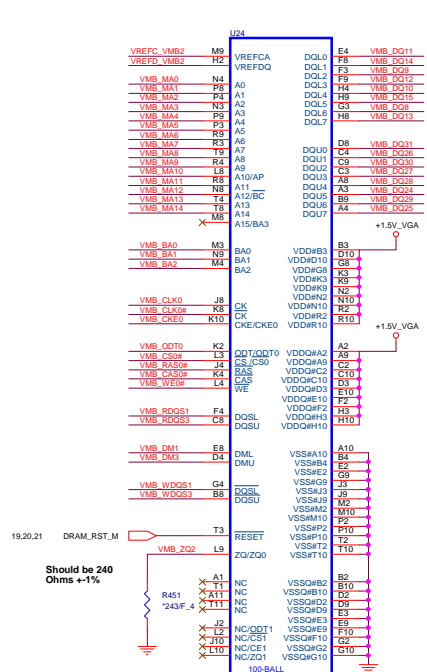 U24
VREFC_VMB2 M9 VREFCA
VREFD_VMB2 H2 VREFDQ
VMB_MA0 N4 A0
VMB_MA1 P8 A1
VMB_MA2 P4 A2
VMB_MA3 N3 A3
VMB_MA4 P9 A4
VMB_MA5 P3 A5
VMB_MA6 R9 A6
VMB_MA7 R3 A7
VMB_MA8 T9 A8
VMB_MA9 R4 A9
VMB_MA10 L8 A10/AP
VMB_MA11 R8 A11
VMB_MA12 N8 A12/BC
VMB_MA13 T4 A13
VMB_MA14 T8 A14
M8 A15/BA3
VMB_BA0 M3 BA0
VMB_BA1 N9 BA1
VMB_BA2 M4 BA2
VMB_CLK0 J8 CK
VMB_CLK0# K8 CK
VMB_CKE0 K10 CKE/CKE0
VMB_ODT0 K2 ODT/ODT0
VMB_CS0# L3 CS /CS0
VMB_RAS0# J4 RAS
VMB_CAS0# K4 CAS
VMB_WE0# L4 WE
VMB_RDQS1 F4 DQSL
VMB_RDQS3 C8 DQSU
VMB_DM1 E8 DML
VMB_DM3 D4 DMU
VMB_WDQS1 G4 DQSL
VMB_WDQS3 B8 DQSU
19,20,21 DRAM_RST_M T3 RESET
VMB_ZQ2 L9 ZQ/ZQ0
Should be 240
Ohms +-1%
R451
*243/F_4
A1 NC
T1 NC
A11 NC
T11 NC
J2 NC/ODT1
L2 NC/CS1
J10 NC/CE1
L10 NC/ZQ1
DQL0 E4 VMB_DQ11
DQL1 F8 VMB_DQ14
DQL2 F3 VMB_DQ9
DQL3 F9 VMB_DQ12
DQL4 H4 VMB_DQ10
DQL5 H9 VMB_DQ15
DQL6 G3 VMB_DQ8
DQL7 H8 VMB_DQ13
DQU0 D8 VMB_DQ31
DQU1 C4 VMB_DQ26
DQU2 C9 VMB_DQ30
DQU3 C3 VMB_DQ27
DQU4 A8 VMB_DQ28
DQU5 A3 VMB_DQ24
DQU6 B9 VMB_DQ29
DQU7 A4 VMB_DQ25
+1.5V_VGA
VDD#B3 B3
VDD#D10 D10
VDD#G8 G8
VDD#K3 K3
VDD#K9 K9
VDD#N2 N2
VDD#N10 N10
VDD#R2 R2
VDD#R10 R10
+1.5V_VGA
VDDQ#A2 A2
VDDQ#A9 A9
VDDQ#C2 C2
VDDQ#C10 C10
VDDQ#D3 D3
VDDQ#E10 E10
VDDQ#F2 F2
VDDQ#H3 H3
VDDQ#H10 H10
VSS#A10 A10
VSS#B4 B4
VSS#E2 E2
VSS#G9 G9
VSS#J3 J3
VSS#J9 J9
VSS#M2 M2
VSS#M10 M10
VSS#P2 P2
VSS#P10 P10
VSS#T2 T2
VSS#T10 T10
VSSQ#B2 B2
VSSQ#B10 B10
VSSQ#D2 D2
VSSQ#D9 D9
VSSQ#E3 E3
VSSQ#E9 E9
VSSQ#F10 F10
VSSQ#G2 G2
VSSQ#G10 G10
100-BALL